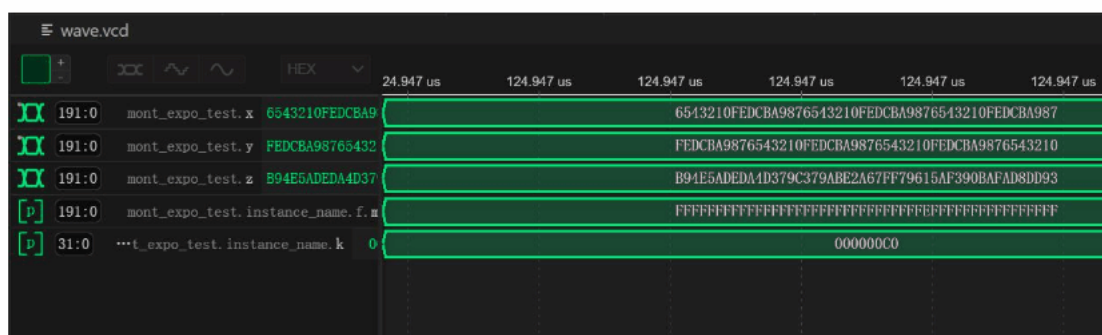 wave.vcd
+
-
HEX
24.947 us 124.947 us 124.947 us 124.947 us 124.947 us 124.947 us
191:0 mont_expo_test.x 6543210FEDCBA9 6543210FEDCBA9876543210FEDCBA9876543210FEDCBA987
191:0 mont_expo_test.y FEDCBA98765432 FEDCBA9876543210FEDCBA9876543210FEDCBA9876543210
191:0 mont_expo_test.z B94E5ADEDA4D37 B94E5ADEDA4D379C379ABE2A67FF79615AF390BAFAD8DD93
[p] 191:0 mont_expo_test.instance_name.f.m FFFFFFFFFFFFFFFFFFFFFFFFFFFFFFFEFFFFFFFFFFFFFFFF
[p] 31:0 ···t_expo_test.instance_name.k 0 000000C0